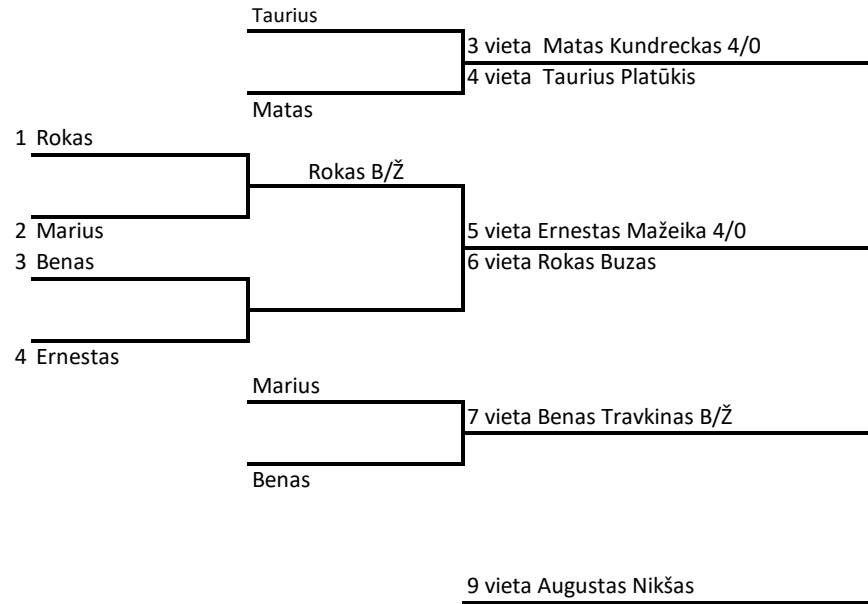 Taurius
3 vieta  Matas Kundreckas 4/0
4 vieta  Taurius Platūkis
Matas
1 Rokas
Rokas B/Ž
2 Marius
5 vieta Ernestas Mažeika 4/0
3 Benas
6 vieta Rokas Buzas
4 Ernestas
Marius
7 vieta Benas Travkinas B/Ž
Benas
9 vieta Augustas Nikšas